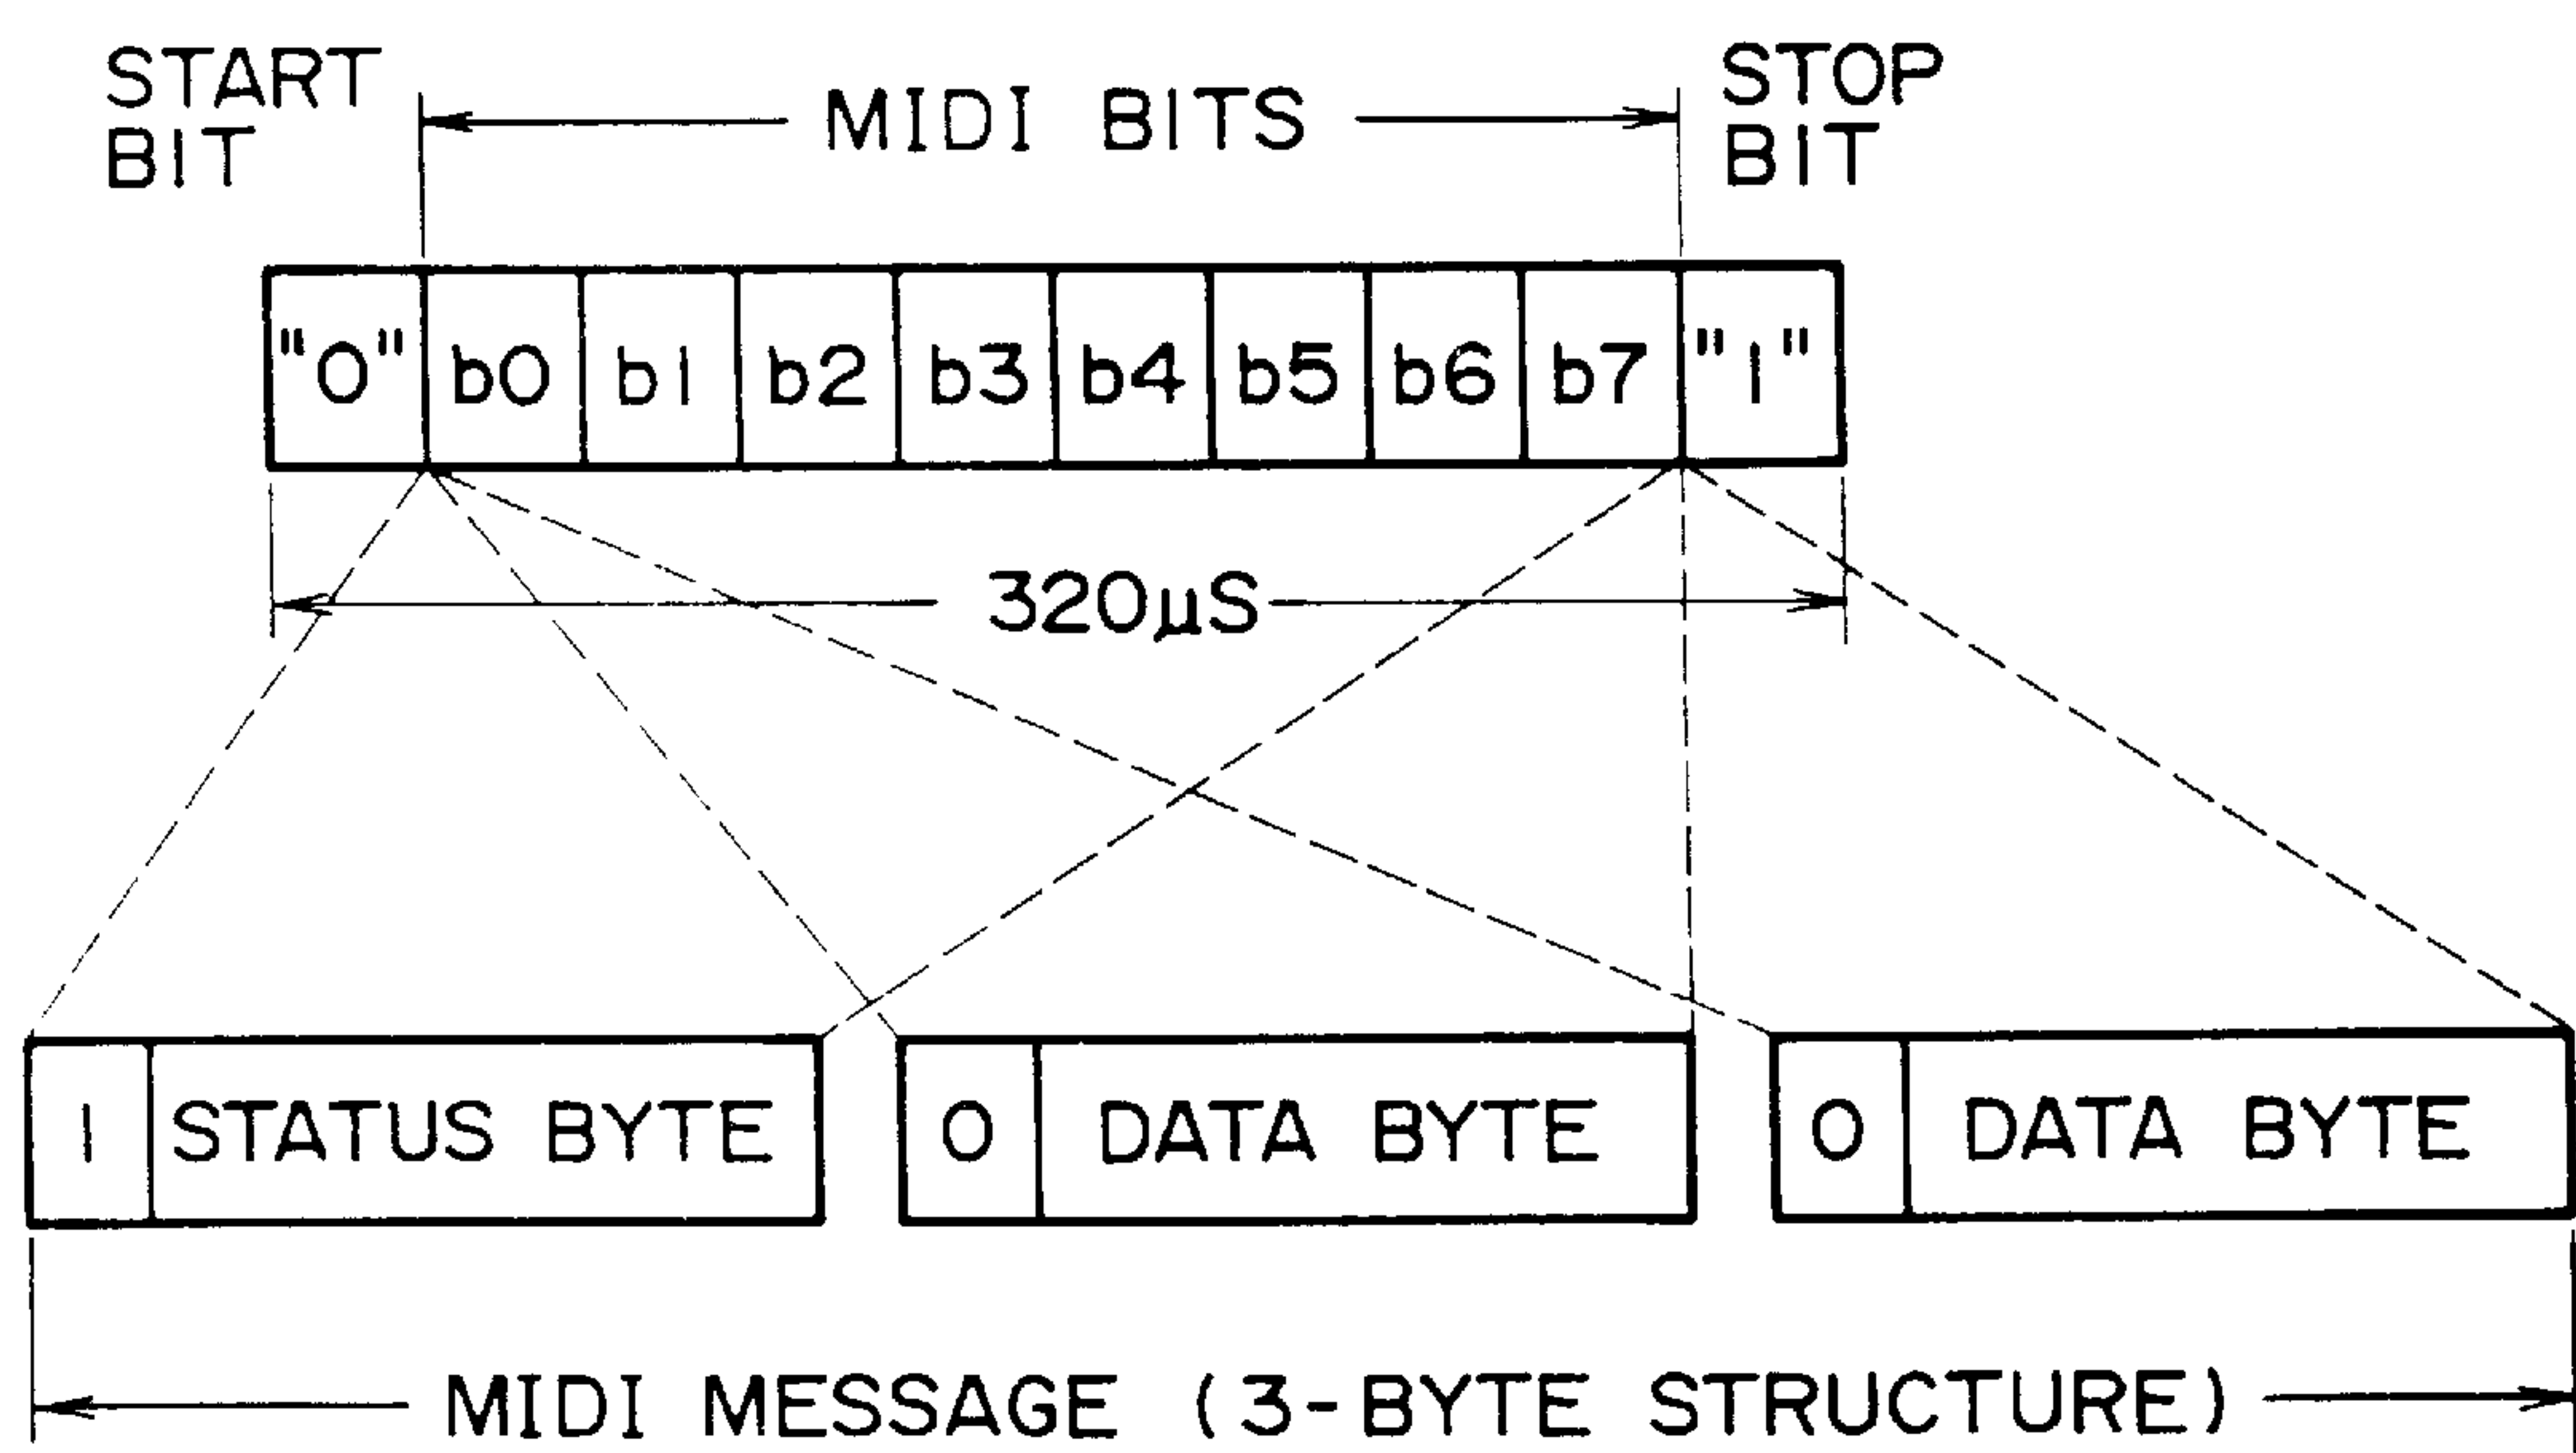 START
BIT
MIDI BITS
STOP
BIT
"0" b0 b1 b2 b3 b4 b5 b6 b7 "1"
320μS
1 STATUS BYTE 0 DATA BYTE 0 DATA BYTE
MIDI MESSAGE (3-BYTE STRUCTURE)